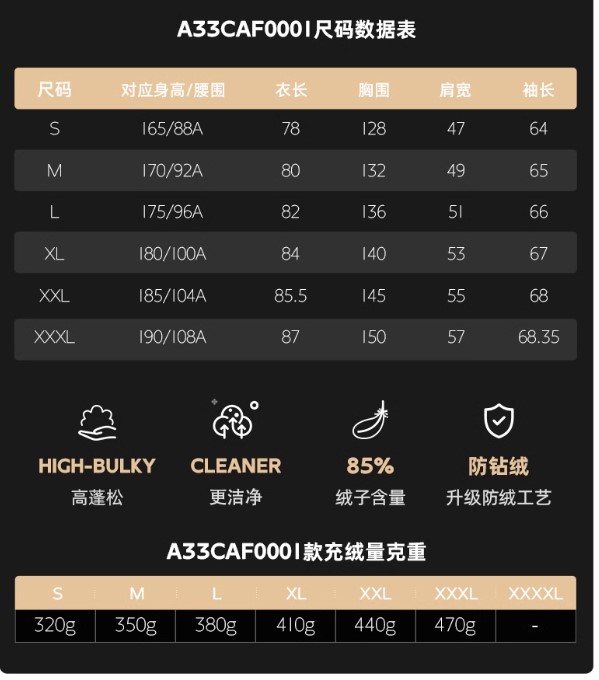 A33CAF0001尺码数据表
尺码 对应身高/腰围 衣长 胸围 肩宽 袖长
S 165/88A 78 128 47 64
M 170/92A 80 132 49 65
L 175/96A 82 136 51 66
XL 180/100A 84 140 53 67
XXL 185/104A 85.5 145 55 68
XXXL 190/108A 87 150 57 68.35
HIGH-BULKY CLEANER 85% 防钻绒
高蓬松 更洁净 绒子含量 升级防绒工艺
A33CAF0001款充绒量克重
S M L XL XXL XXXL XXXXL
320g 350g 380g 410g 440g 470g -